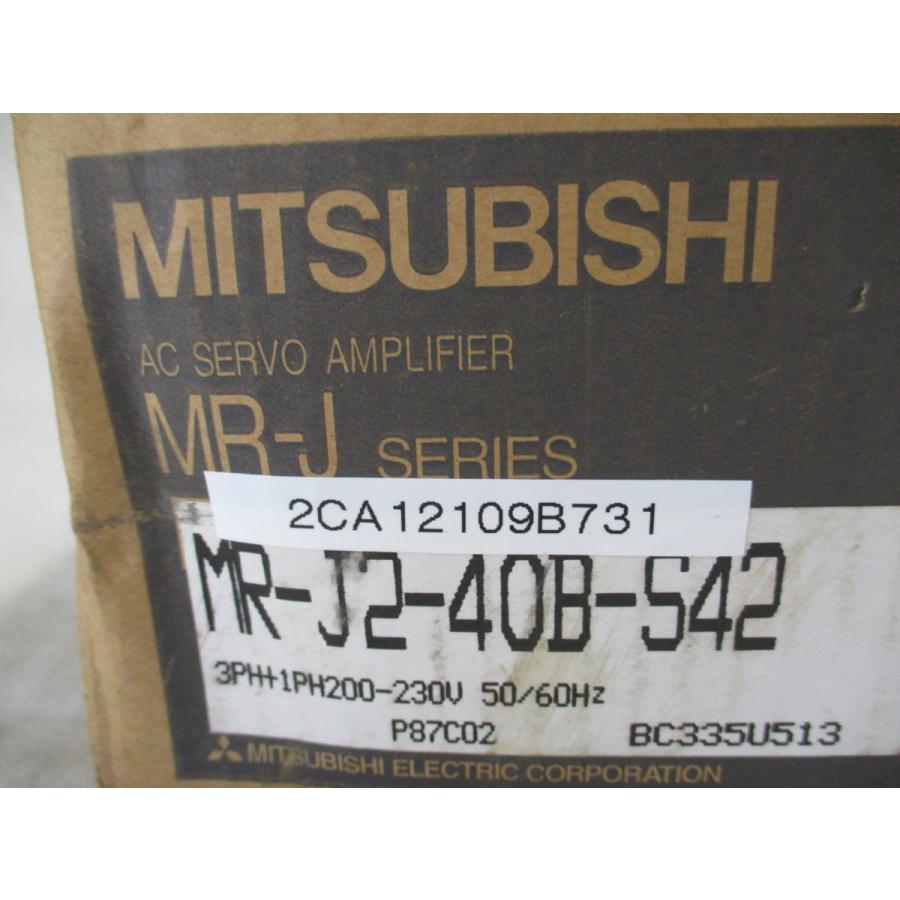 MITSUBISHI
AC SERVO AMPLIFIER
MR-J SERIES
2CA12109B731
MR-J2-40B-S42
3PH+1PH200-230V 50/60Hz
P87C02 BC335U513
MITSUBISHI ELECTRIC CORPORATION